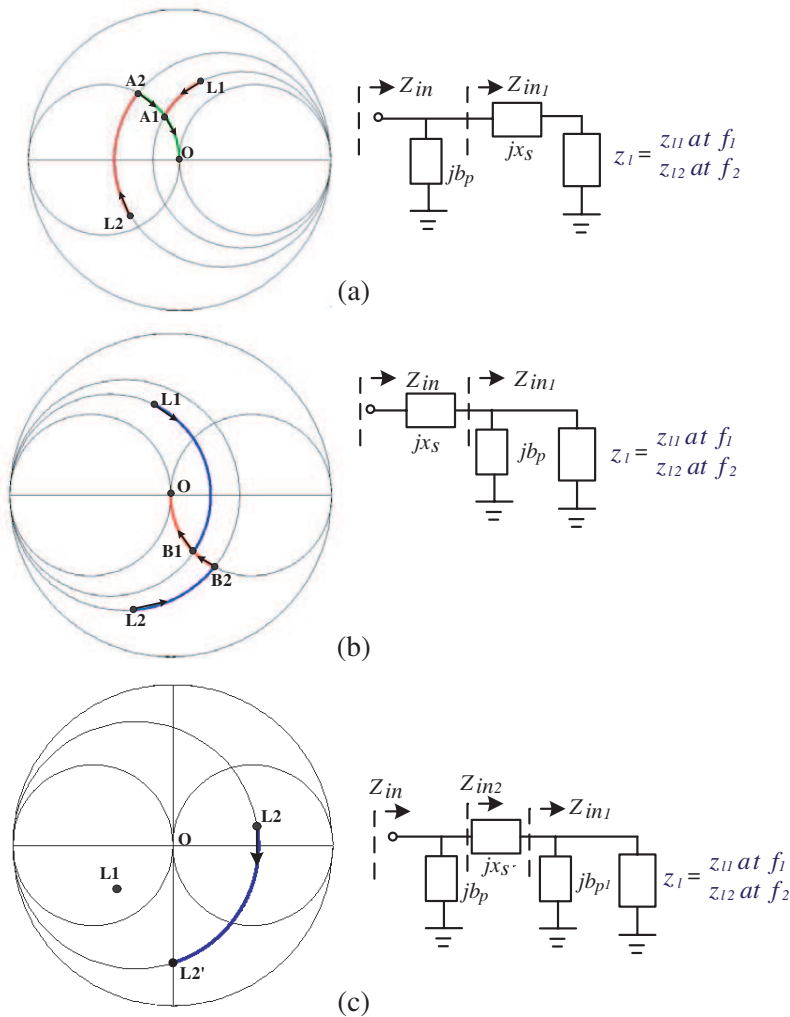 A2
L1
A1
O
L2
Z_in
Z_in1
jb_p
jx_s
z_l = z_l1 at f_1
z_l2 at f_2
(a)
L1
O
B1
B2
L2
Z_in
Z_in1
jx_s
jb_p
z_l = z_l1 at f_1
z_l2 at f_2
(b)
L2
O
L1
L2'
Z_in
Z_in2
Z_in1
jb_p
jx_s'
jb_p1
z_l = z_l1 at f_1
z_l2 at f_2
(c)